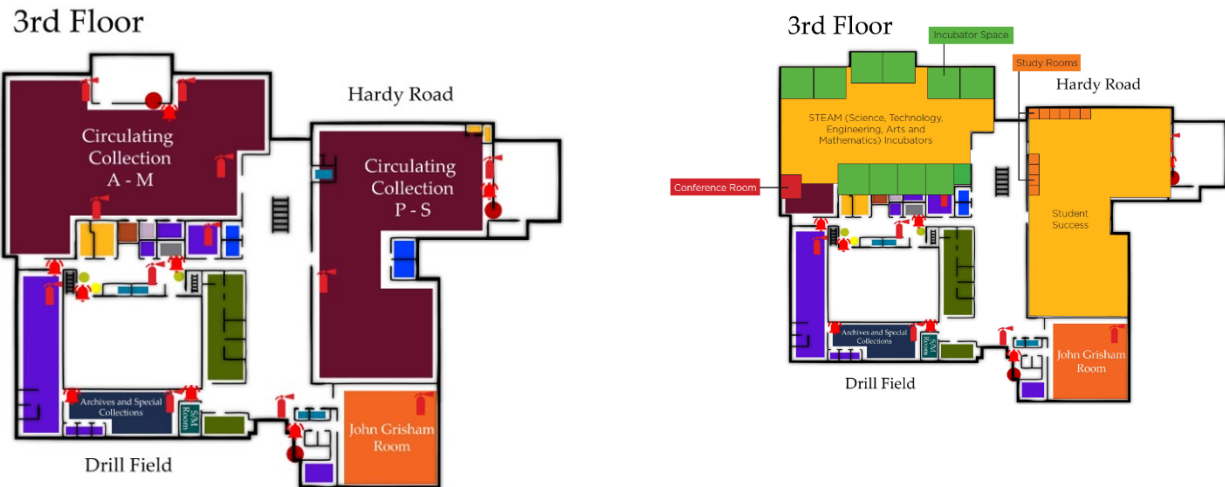 3rd Floor
Hardy Road
Circulating
Collection
A - M
Circulating
Collection
P - S
Archives and Special
Collections
S/M
Room
John Grisham
Room
Drill Field
3rd Floor
Incubator Space
Study Rooms
Hardy Road
STEAM (Science, Technology,
Engineering, Arts and
Mathematics) Incubators
Conference Room
Student
Success
Archives and Special
Collections
S/M
Room
John Grisham
Room
Drill Field